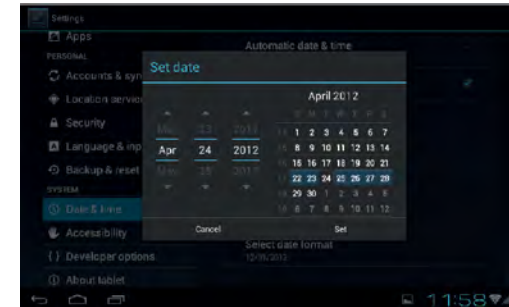 Settings
Apps
PERSONAL
Accounts & syn
Location servic
Security
Language & inp
Backup & reset
SYSTEM
Date & time
Accessibility
{ } Developer options
About tablet
Automatic date & time
Set date
Apr 24 2012
April 2012
S M T W T F S
1 2 3 4 5 6 7
8 9 10 11 12 13 14
15 16 17 18 19 20 21
22 23 24 25 26 27 28
29 30 1 2 3 4 5
6 7 8 9 10 11 12
Cancel
Set
Select date format
11:58